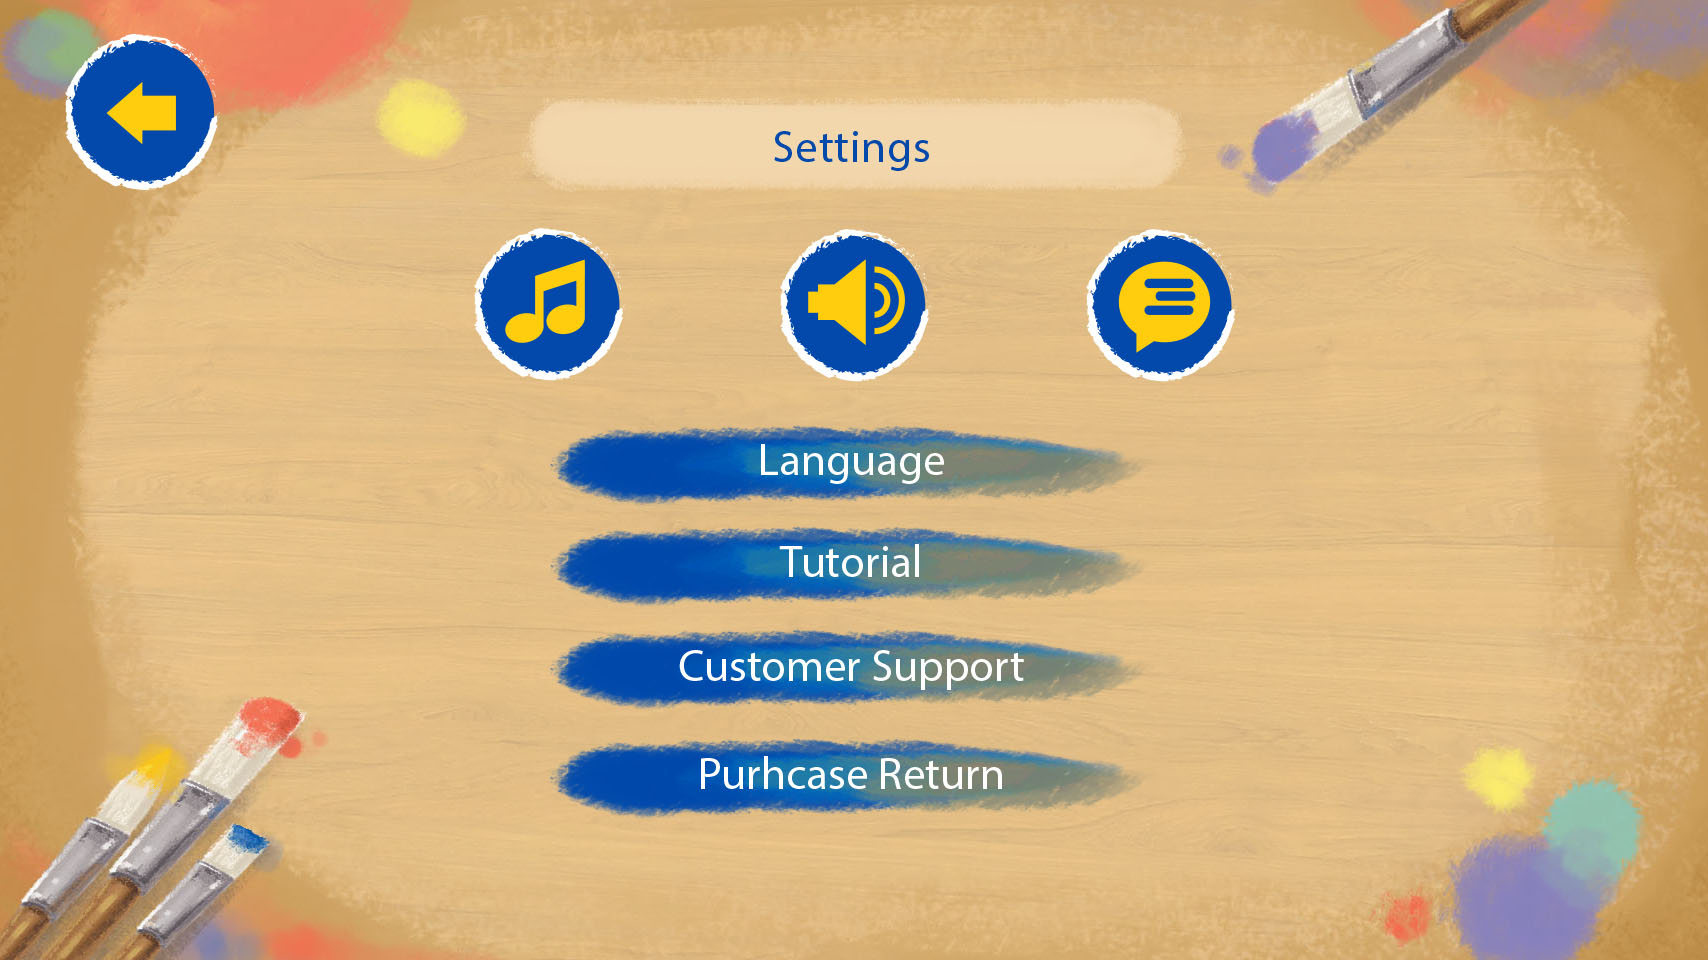 Settings
Language
Tutorial
Customer Support
Purhcase Return